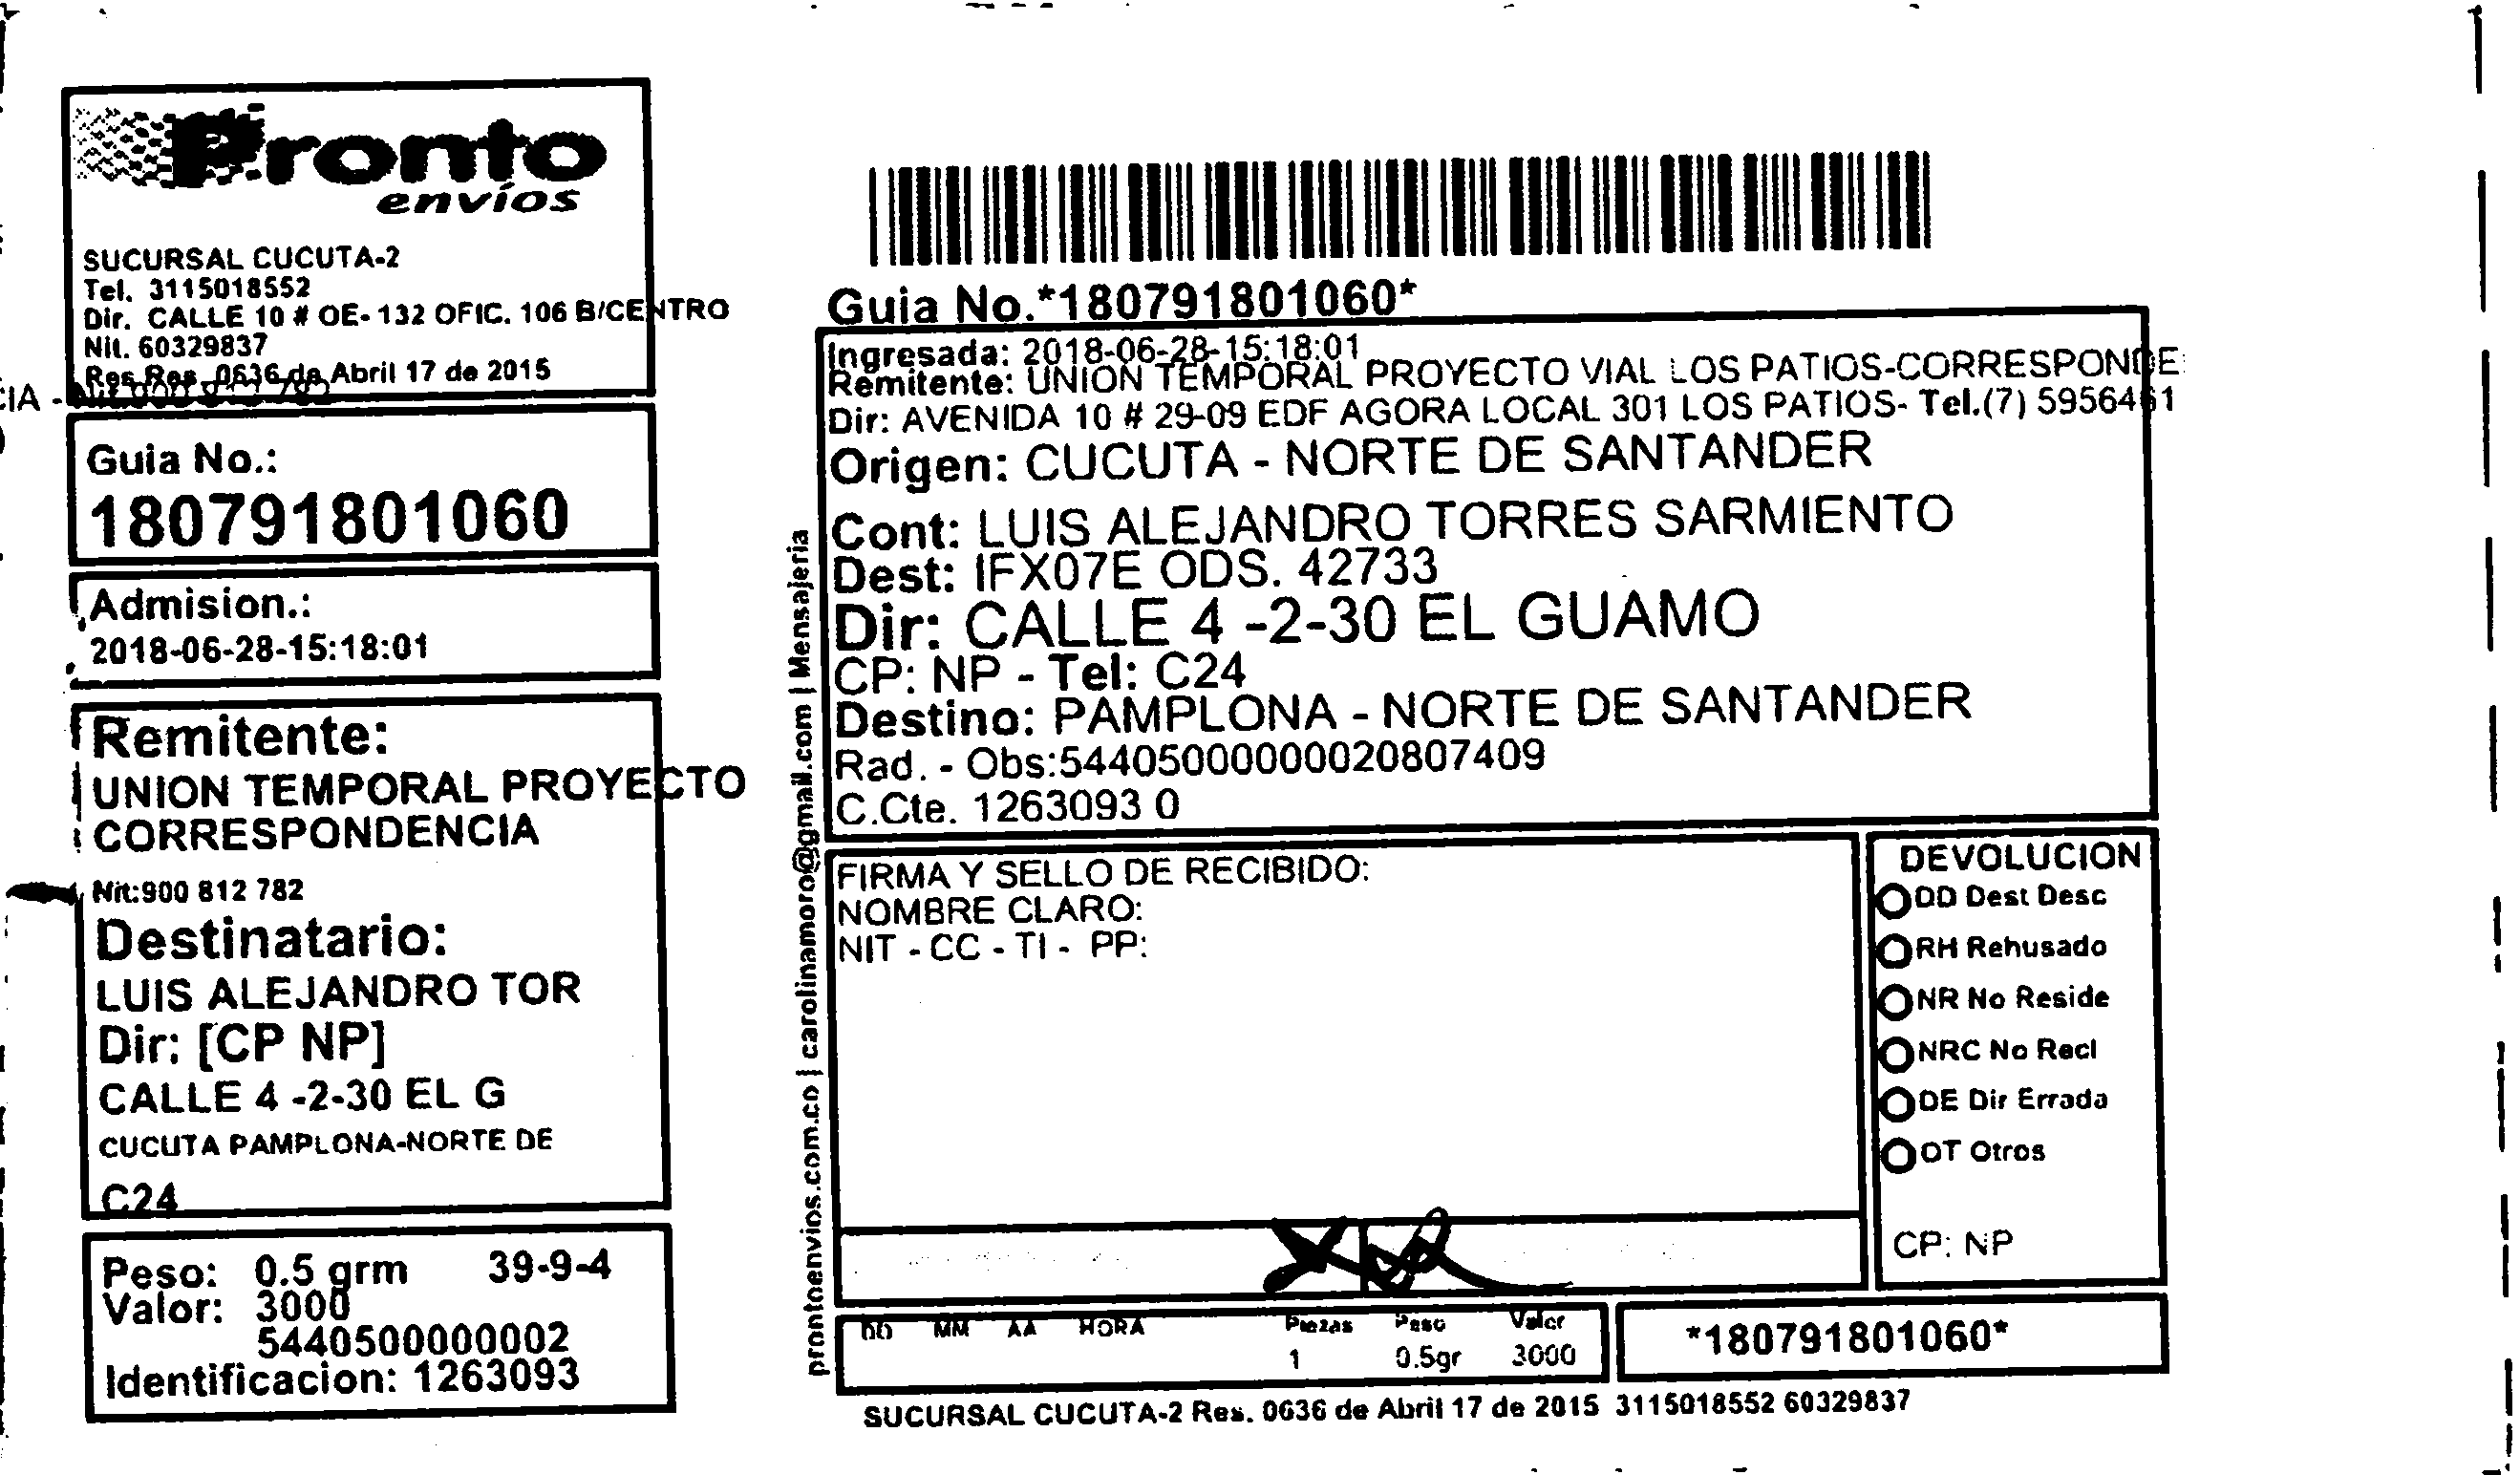 Pronto
envíos
SUCURSAL CUCUTA-2
Tel. 3115018552
Dir. CALLE 10 # OE- 132 OFIC. 106 B/CENTRO
Nit. 60329837
Res Res. 0636 de Abril 17 de 2015
CIA -
Guia No.:
180791801060
Admision.:
2018-06-28-15:18:01
Remitente:
UNION TEMPORAL PROYECTO
CORRESPONDENCIA
Nit:900 812 782
Destinatario:
LUIS ALEJANDRO TOR
Dir: [CP NP]
CALLE 4 -2-30 EL G
CUCUTA PAMPLONA-NORTE DE
C24
Peso: 0.5 grm 39-9-4
Valor: 3000
5440500000002
Identificacion: 1263093
prontoenvios.com.co | carolinamoro@gmail.com | Mensajeria
Guia No.*180791801060*
Ingresada: 2018-06-28-15:18:01
Remitente: UNION TEMPORAL PROYECTO VIAL LOS PATIOS-CORRESPONDE
Dir: AVENIDA 10 # 29-09 EDF AGORA LOCAL 301 LOS PATIOS- Tel.(7) 5956461
Origen: CUCUTA - NORTE DE SANTANDER
Cont: LUIS ALEJANDRO TORRES SARMIENTO
Dest: IFX07E ODS. 42733
Dir: CALLE 4 -2-30 EL GUAMO
CP: NP - Tel: C24
Destino: PAMPLONA - NORTE DE SANTANDER
Rad. - Obs:544050000000020807409
C.Cte. 1263093 0
FIRMA Y SELLO DE RECIBIDO:
NOMBRE CLARO:
NIT - CC - TI - PP:
DEVOLUCION
DD Dest Desc
RH Rehusado
NR No Reside
NRC No Recl
DE Dir Errada
OT Otros
CP: NP
DD MM AA HORA Piezas Peso Valor
1 0.5gr 3000
*180791801060*
SUCURSAL CUCUTA-2 Res. 0636 de Abril 17 de 2015 3115018552 60329837